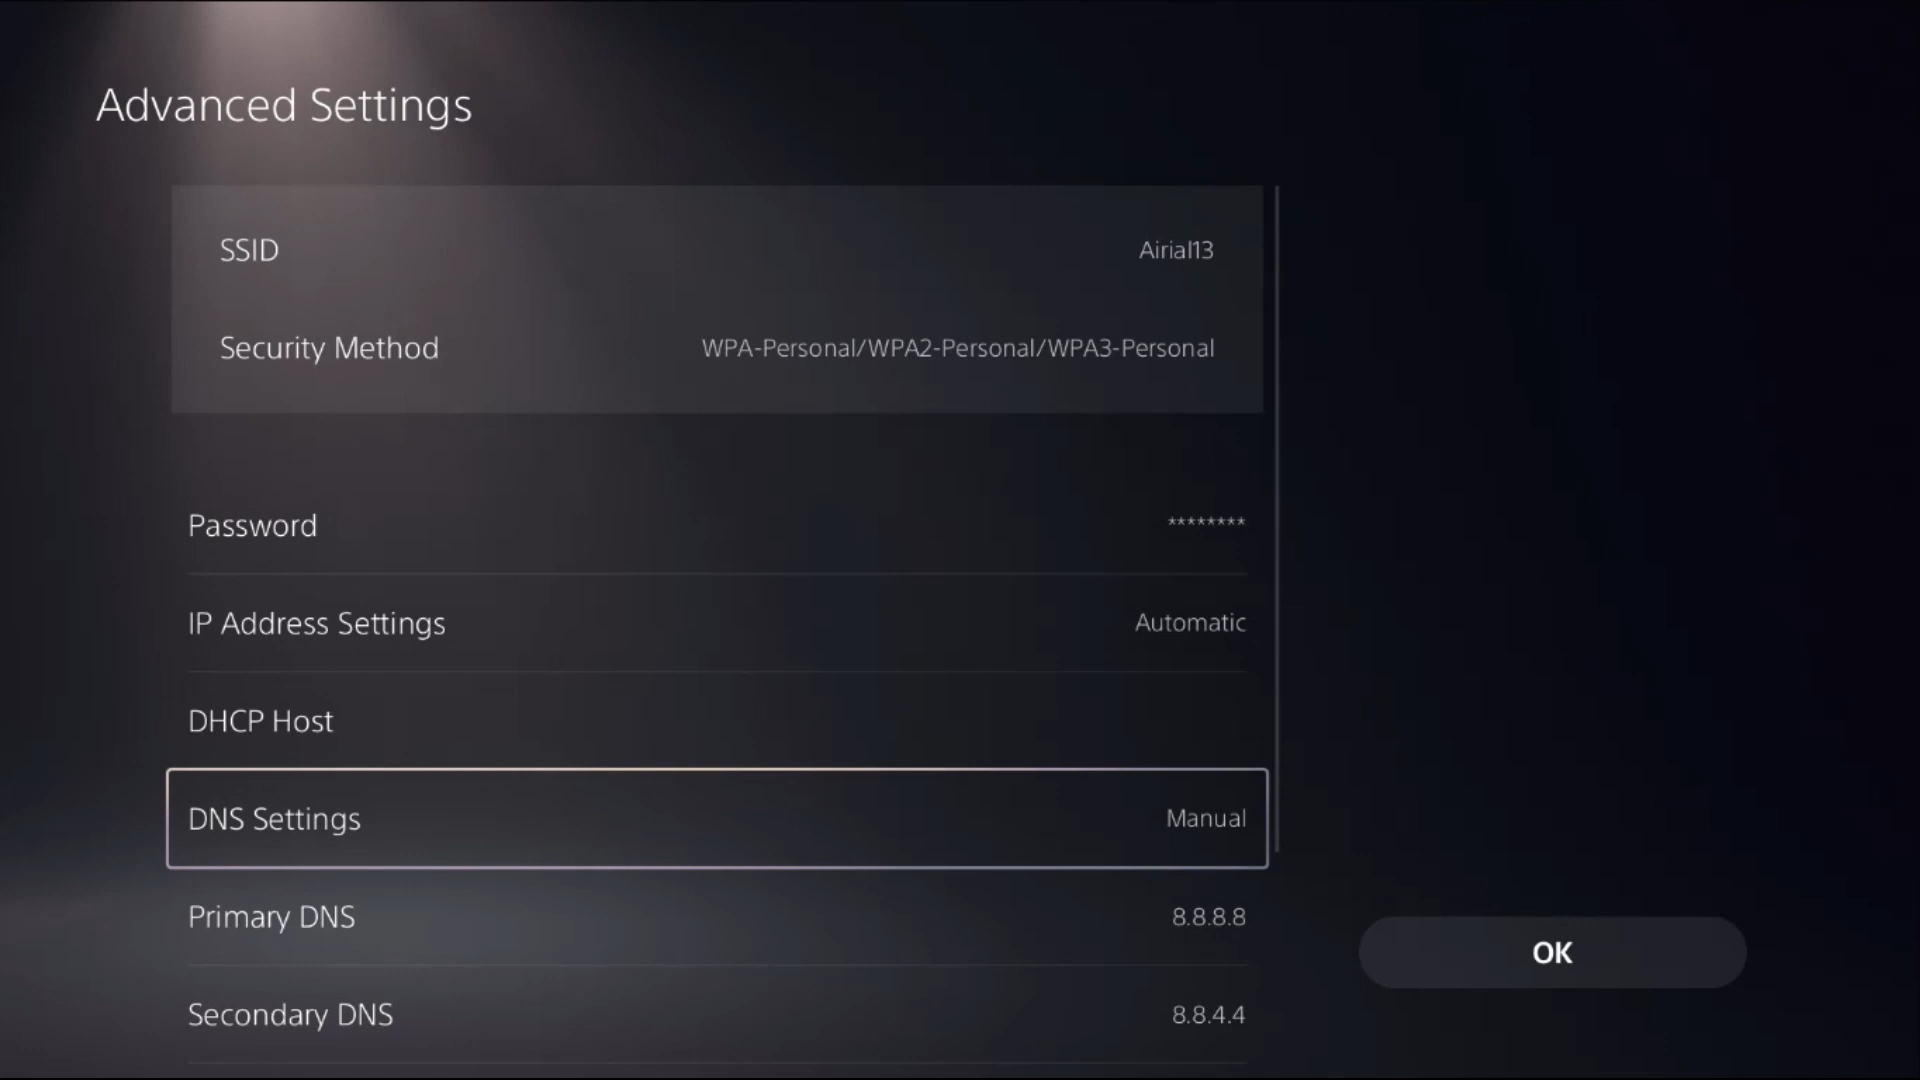 Advanced Settings
SSID Airial13
Security Method WPA-Personal/WPA2-Personal/WPA3-Personal
Password ********
IP Address Settings Automatic
DHCP Host
DNS Settings Manual
Primary DNS 8.8.8.8
OK
Secondary DNS 8.8.4.4